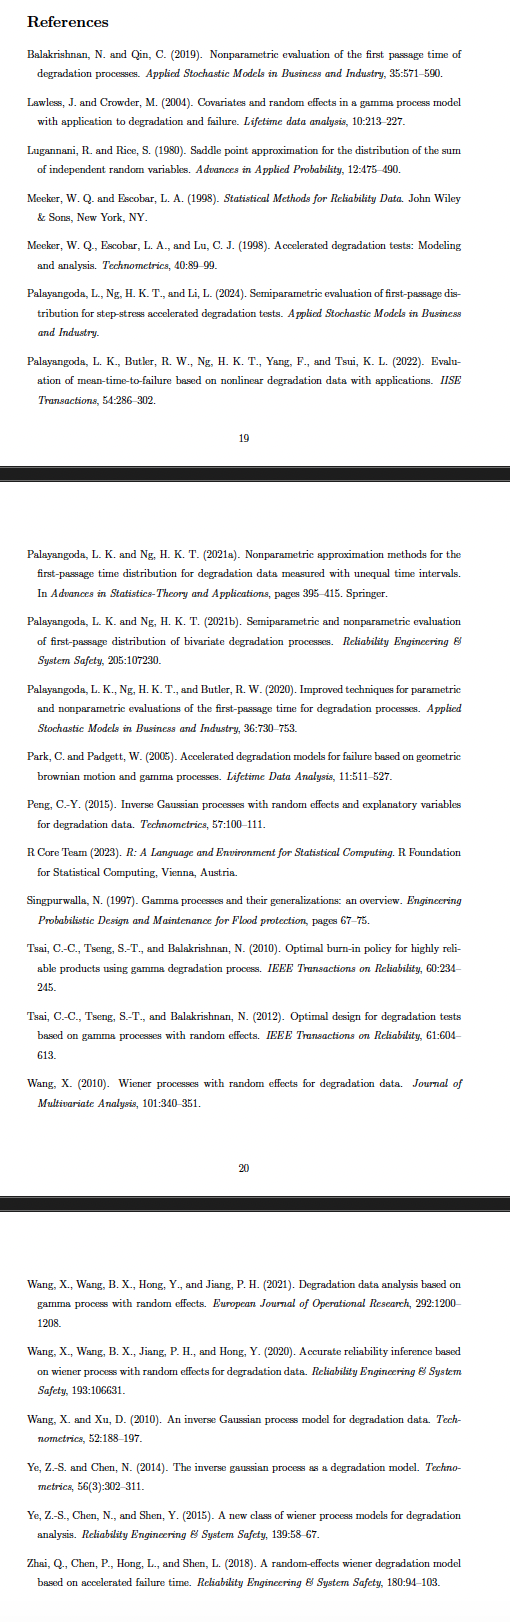 References
Balakrishnan, N. and Qin, C. (2019). Nonparametric evaluation of the first passage time of
degradation processes. Applied Stochastic Models in Business and Industry, 35:571–590.
Lawless, J. and Crowder, M. (2004). Covariates and random effects in a gamma process model
with application to degradation and failure. Lifetime data analysis, 10:213–227.
Lugannani, R. and Rice, S. (1980). Saddle point approximation for the distribution of the sum
of independent random variables. Advances in Applied Probability, 12:475–490.
Meeker, W. Q. and Escobar, L. A. (1998). Statistical Methods for Reliability Data. John Wiley
& Sons, New York, NY.
Meeker, W. Q., Escobar, L. A., and Lu, C. J. (1998). Accelerated degradation tests: Modeling
and analysis. Technometrics, 40:89–99.
Palayangoda, L., Ng, H. K. T., and Li, L. (2024). Semiparametric evaluation of first-passage dis-
tribution for step-stress accelerated degradation tests. Applied Stochastic Models in Business
and Industry.
Palayangoda, L. K., Butler, R. W., Ng, H. K. T., Yang, F., and Tsui, K. L. (2022). Evalu-
ation of mean-time-to-failure based on nonlinear degradation data with applications. IISE
Transactions, 54:286–302.
19
Palayangoda, L. K. and Ng, H. K. T. (2021a). Nonparametric approximation methods for the
first-passage time distribution for degradation data measured with unequal time intervals.
In Advances in Statistics-Theory and Applications, pages 395–415. Springer.
Palayangoda, L. K. and Ng, H. K. T. (2021b). Semiparametric and nonparametric evaluation
of first-passage distribution of bivariate degradation processes. Reliability Engineering &
System Safety, 205:107230.
Palayangoda, L. K., Ng, H. K. T., and Butler, R. W. (2020). Improved techniques for parametric
and nonparametric evaluations of the first-passage time for degradation processes. Applied
Stochastic Models in Business and Industry, 36:730–753.
Park, C. and Padgett, W. (2005). Accelerated degradation models for failure based on geometric
brownian motion and gamma processes. Lifetime Data Analysis, 11:511–527.
Peng, C.-Y. (2015). Inverse Gaussian processes with random effects and explanatory variables
for degradation data. Technometrics, 57:100–111.
R Core Team (2023). R: A Language and Environment for Statistical Computing. R Foundation
for Statistical Computing, Vienna, Austria.
Singpurwalla, N. (1997). Gamma processes and their generalizations: an overview. Engineering
Probabilistic Design and Maintenance for Flood protection, pages 67–75.
Tsai, C.-C., Tseng, S.-T., and Balakrishnan, N. (2010). Optimal burn-in policy for highly reli-
able products using gamma degradation process. IEEE Transactions on Reliability, 60:234–
245.
Tsai, C.-C., Tseng, S.-T., and Balakrishnan, N. (2012). Optimal design for degradation tests
based on gamma processes with random effects. IEEE Transactions on Reliability, 61:604–
613.
Wang, X. (2010). Wiener processes with random effects for degradation data. Journal of
Multivariate Analysis, 101:340–351.
20
Wang, X., Wang, B. X., Hong, Y., and Jiang, P. H. (2021). Degradation data analysis based on
gamma process with random effects. European Journal of Operational Research, 292:1200–
1208.
Wang, X., Wang, B. X., Jiang, P. H., and Hong, Y. (2020). Accurate reliability inference based
on wiener process with random effects for degradation data. Reliability Engineering & System
Safety, 193:106631.
Wang, X. and Xu, D. (2010). An inverse Gaussian process model for degradation data. Tech-
nometrics, 52:188–197.
Ye, Z.-S. and Chen, N. (2014). The inverse gaussian process as a degradation model. Techno-
metrics, 56(3):302–311.
Ye, Z.-S., Chen, N., and Shen, Y. (2015). A new class of wiener process models for degradation
analysis. Reliability Engineering & System Safety, 139:58–67.
Zhai, Q., Chen, P., Hong, L., and Shen, L. (2018). A random-effects wiener degradation model
based on accelerated failure time. Reliability Engineering & System Safety, 180:94–103.